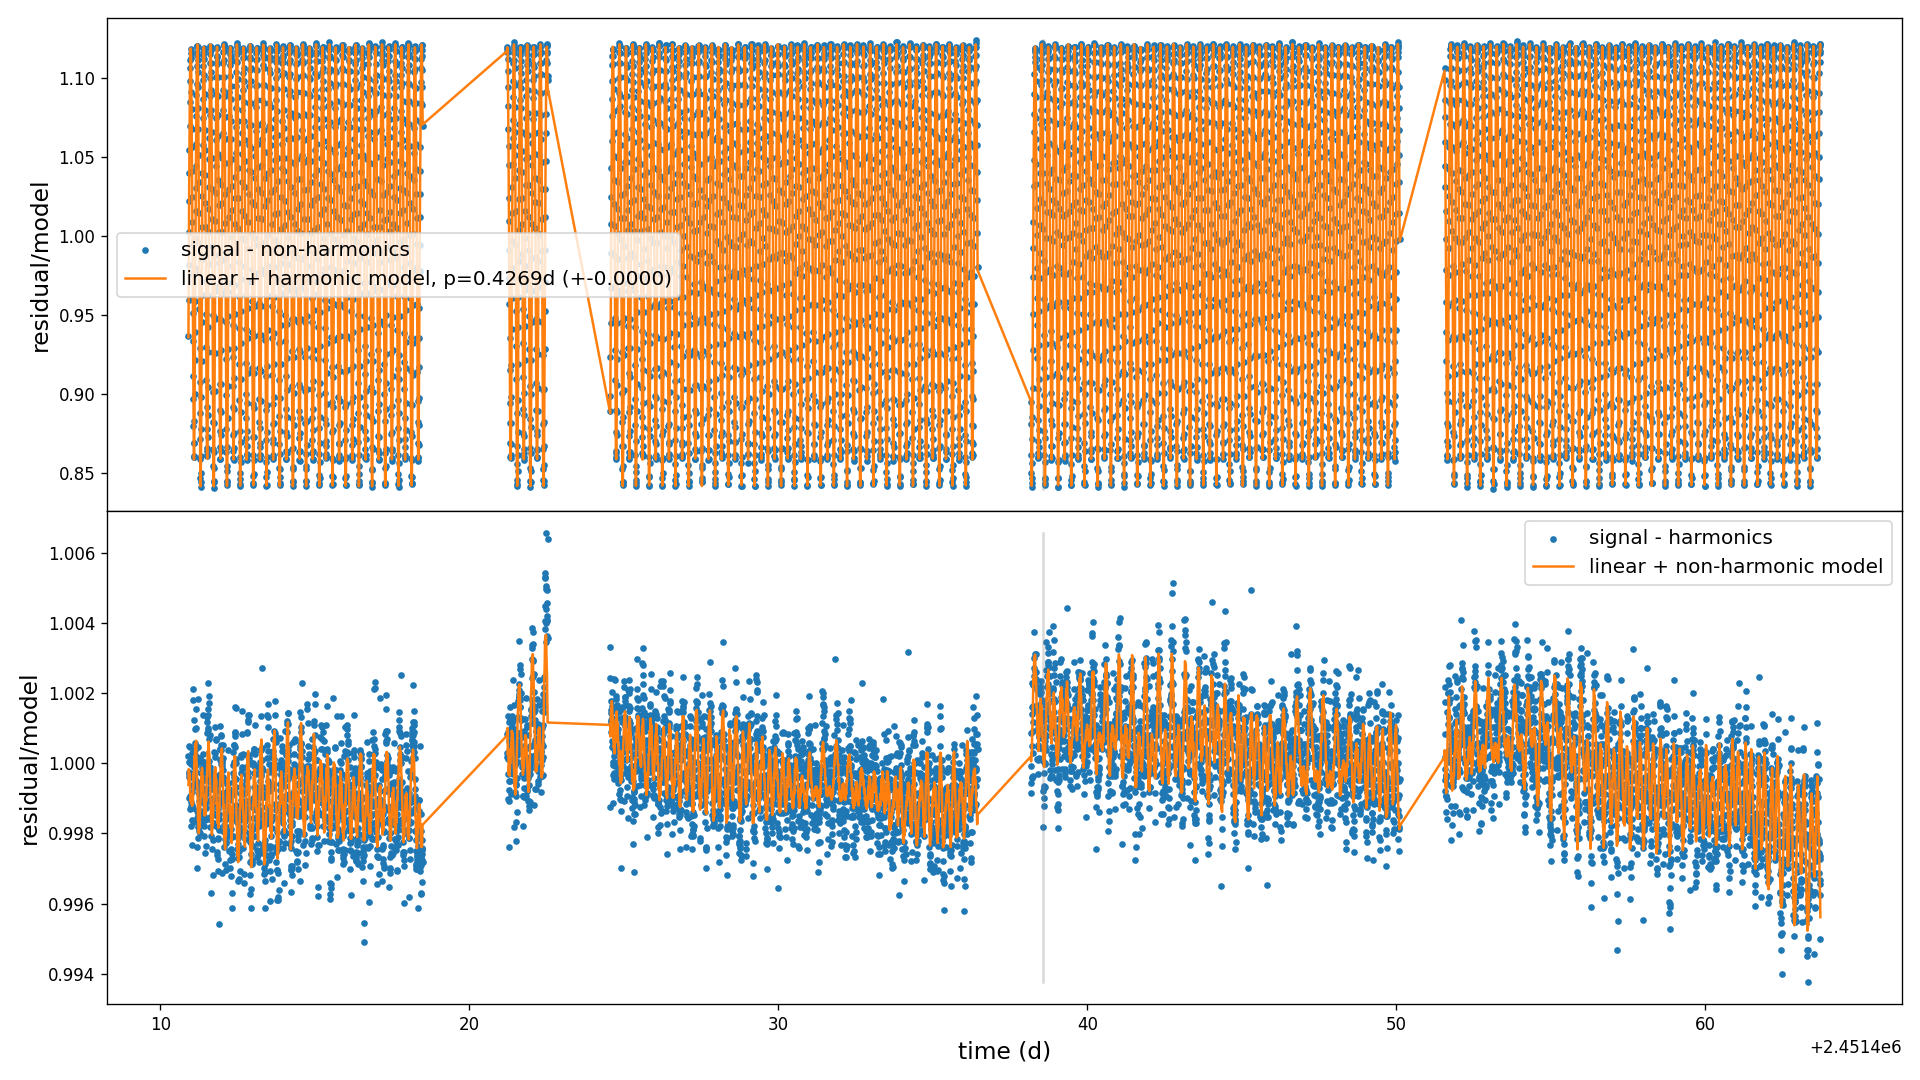 1.10
1.05
1.00
0.95
0.90
0.85
residual/model
signal - non-harmonics
linear + harmonic model, p=0.4269d (+-0.0000)
1.006
1.004
1.002
1.000
0.998
0.996
0.994
residual/model
signal - harmonics
linear + non-harmonic model
10 20 30 40 50 60
time (d)
+2.4514e6